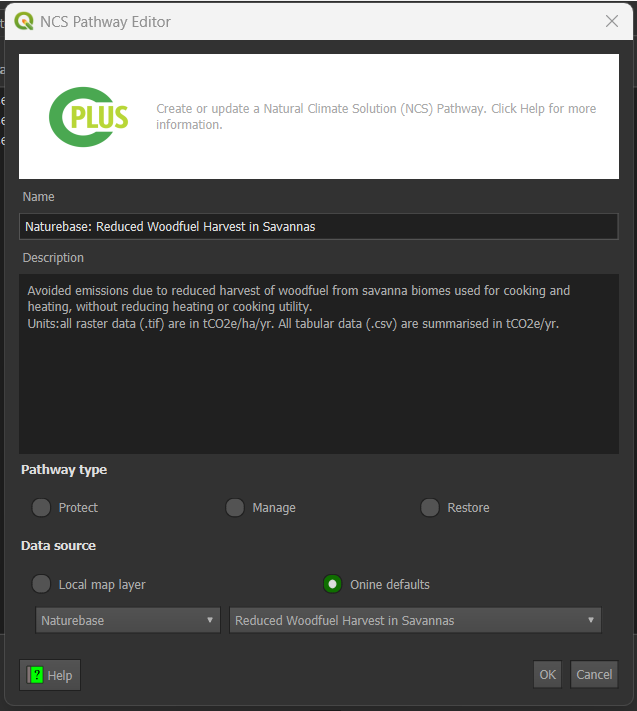 NCS Pathway Editor
PLUS
Create or update a Natural Climate Solution (NCS) Pathway. Click Help for more
information.
Name
Naturebase: Reduced Woodfuel Harvest in Savannas
Description
Avoided emissions due to reduced harvest of woodfuel from savanna biomes used for cooking and
heating, without reducing heating or cooking utility.
Units:all raster data (.tif) are in tCO2e/ha/yr. All tabular data (.csv) are summarised in tCO2e/yr.
Pathway type
Protect
Manage
Restore
Data source
Local map layer
Onine defaults
Naturebase
Reduced Woodfuel Harvest in Savannas
? Help
OK
Cancel